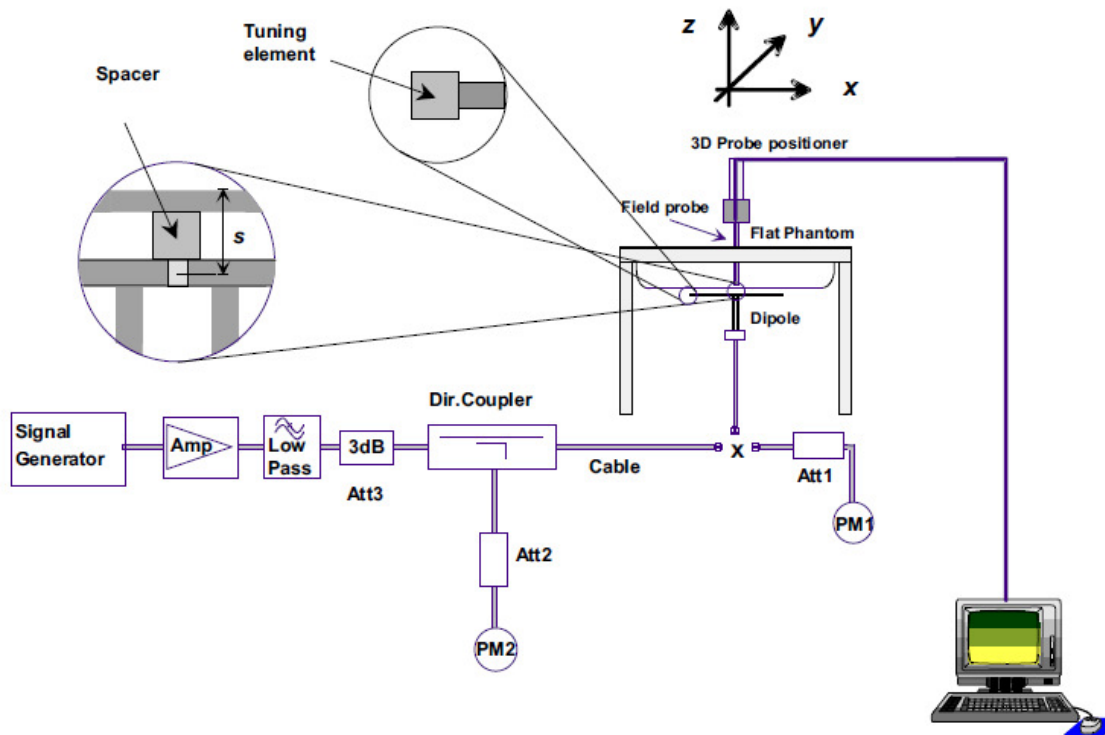 Tuning
element
Spacer
s
z
y
x
3D Probe positioner
Field probe
Flat Phantom
Dipole
Dir.Coupler
Signal
Generator
Amp
Low
Pass
3dB
Att3
Cable
X
Att1
PM1
Att2
PM2